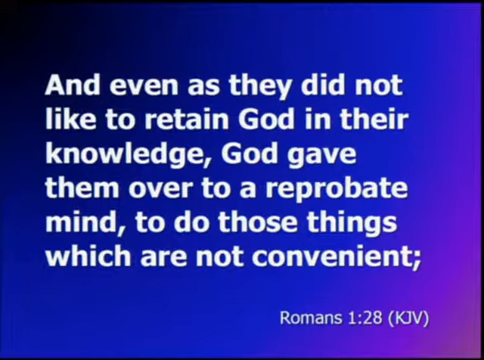 And even as they did not
like to retain God in their
knowledge, God gave
them over to a reprobate
mind, to do those things
which are not convenient;
Romans 1:28 (KJV)